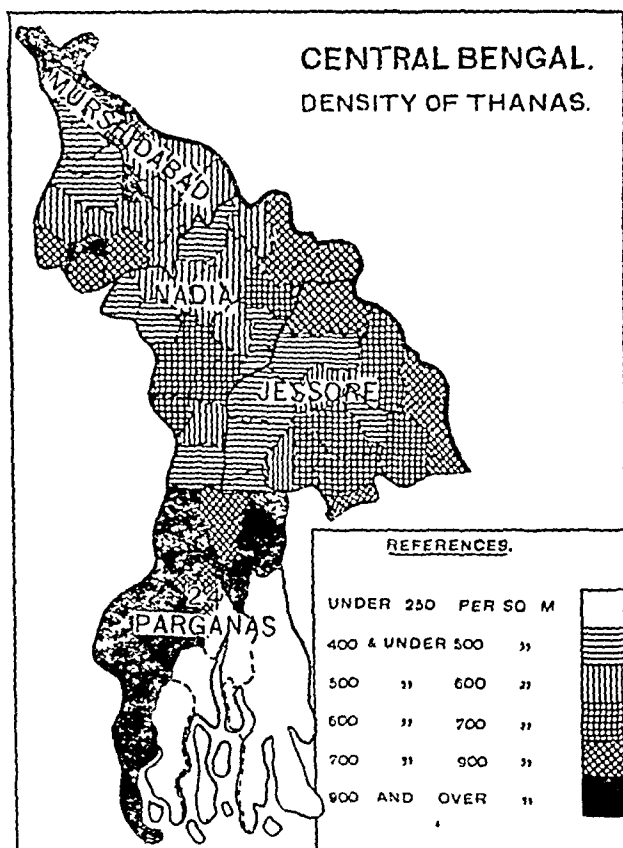 CENTRAL BENGAL.
DENSITY OF THANAS.
MURSHIDABAD
NADIA
JESSORE
24
PARGANAS
REFERENCES.
UNDER 250 PER SQ M
400 & UNDER 500 "
500 " 600 "
600 " 700 "
700 " 900 "
900 AND OVER "